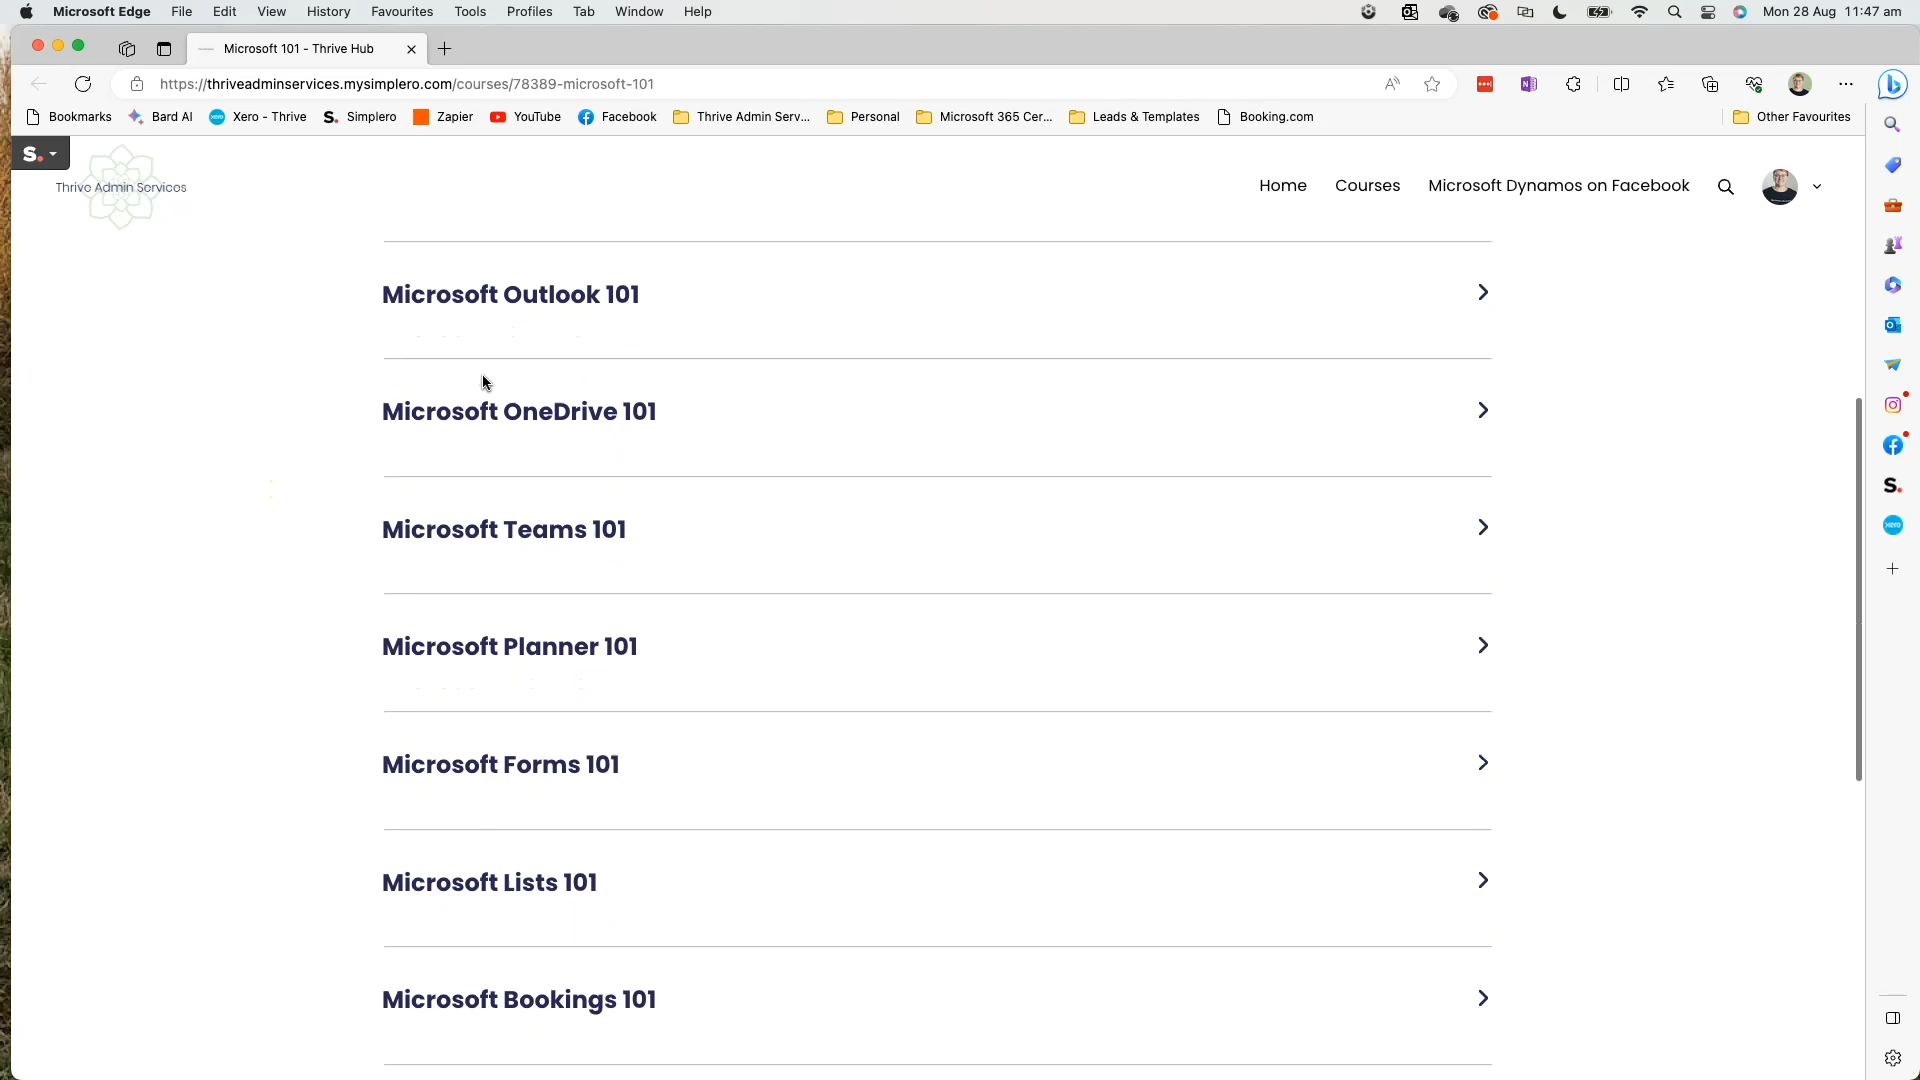 Microsoft Edge File Edit View History Favourites Tools Profiles Tab Window Help Mon 28 Aug 11:47 am
Microsoft 101 - Thrive Hub
https://thriveadminservices.mysimplero.com/courses/78389-microsoft-101
Bookmarks Bard AI Xero - Thrive S. Simplero Zapier YouTube Facebook Thrive Admin Serv... Personal Microsoft 365 Cer... Leads & Templates Booking.com Other Favourites
S.
Thrive Admin Services
Home Courses Microsoft Dynamos on Facebook
Microsoft Outlook 101
Microsoft OneDrive 101
Microsoft Teams 101
S.
xero
Microsoft Planner 101
Microsoft Forms 101
Microsoft Lists 101
Microsoft Bookings 101